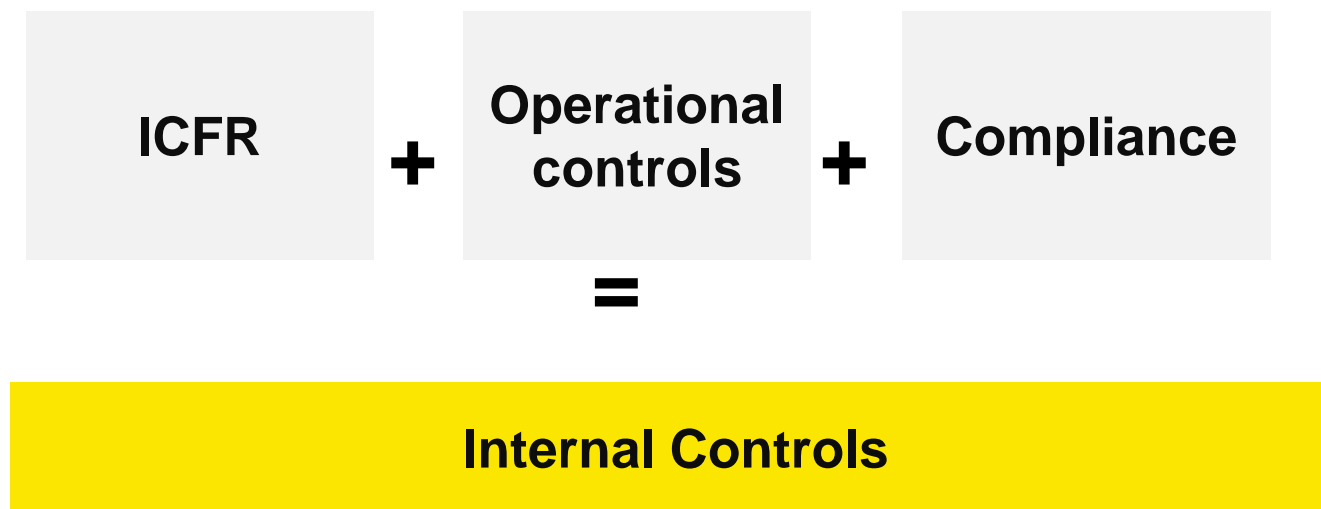 ICFR
+
Operational
controls
+
Compliance
=
Internal Controls